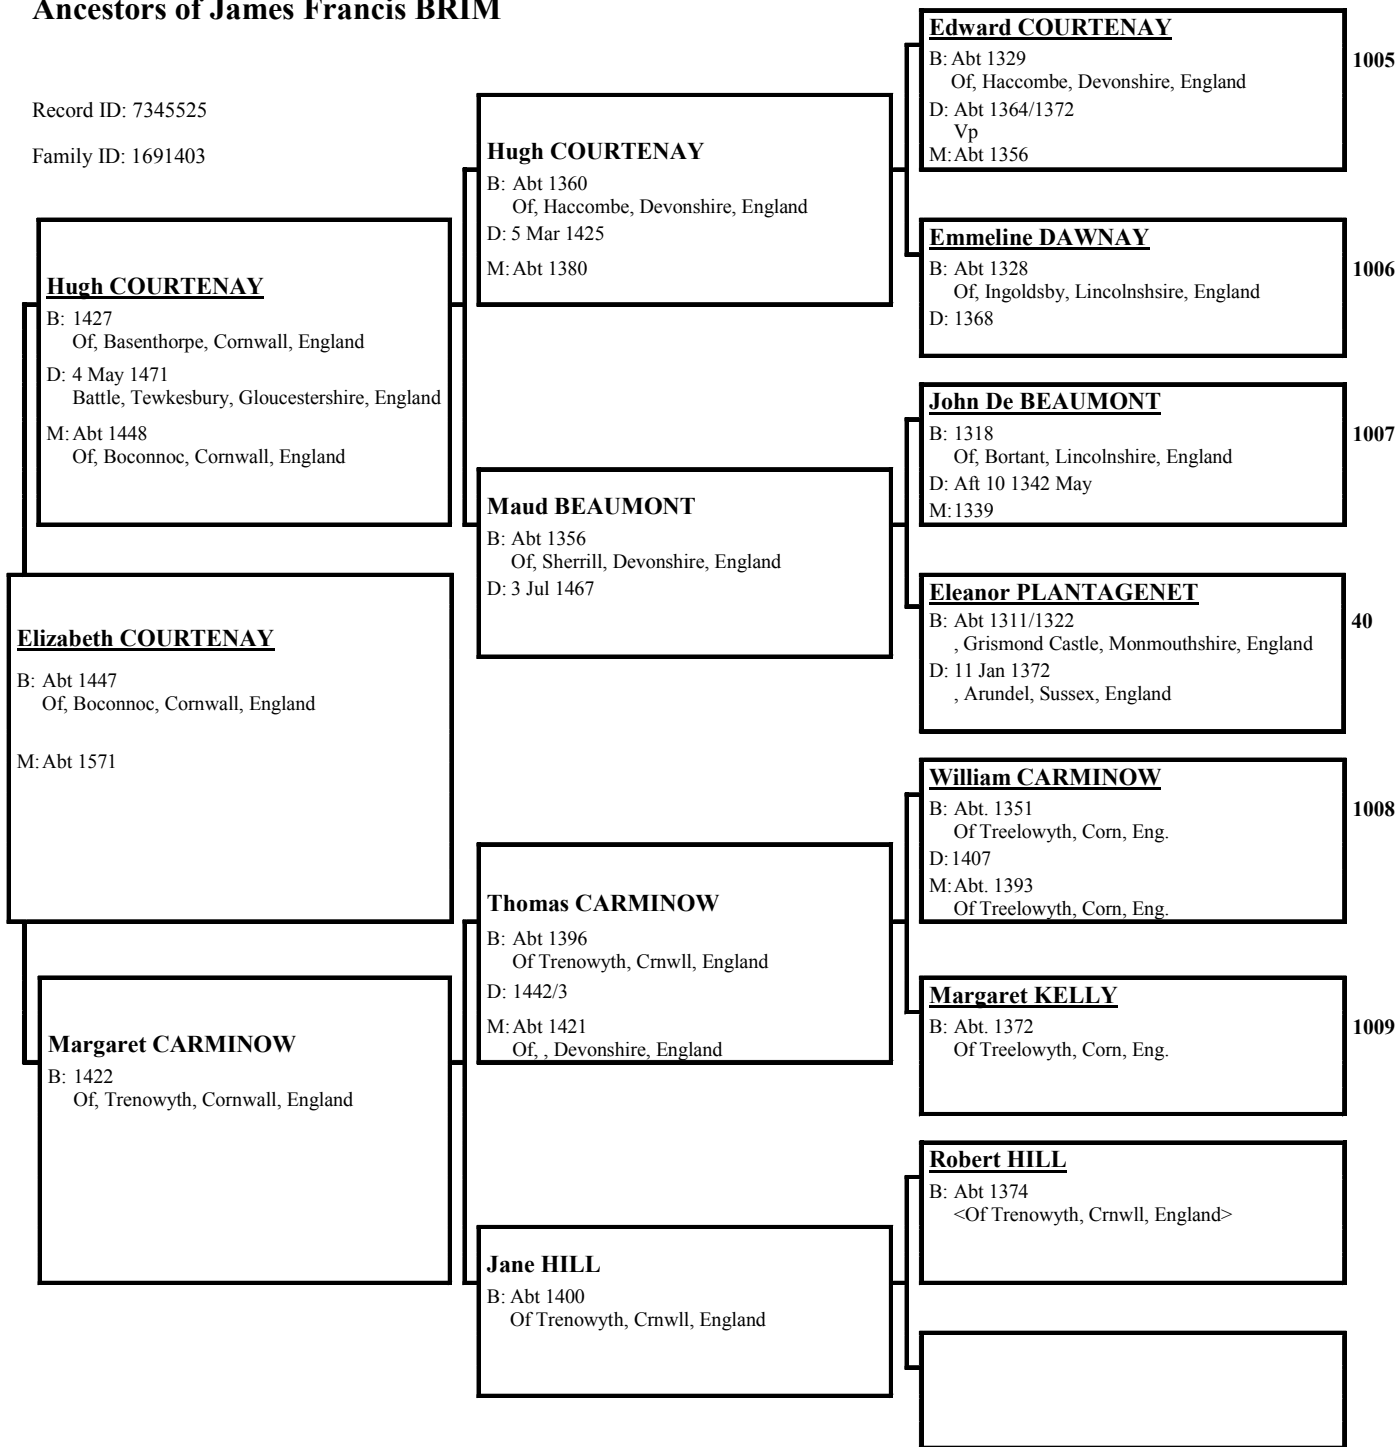 Ancestors of James Francis BRIM
Record ID: 7345525
Family ID: 1691403
Hugh COURTENAY
B: 1427
Of, Basenthorpe, Cornwall, England
D: 4 May 1471
Battle, Tewkesbury, Gloucestershire, England
M: Abt 1448
Of, Boconnoc, Cornwall, England
Elizabeth COURTENAY
B: Abt 1447
Of, Boconnoc, Cornwall, England
M: Abt 1571
Margaret CARMINOW
B: 1422
Of, Trenowyth, Cornwall, England
Hugh COURTENAY
B: Abt 1360
Of, Haccombe, Devonshire, England
D: 5 Mar 1425
M: Abt 1380
Maud BEAUMONT
B: Abt 1356
Of, Sherrill, Devonshire, England
D: 3 Jul 1467
Thomas CARMINOW
B: Abt 1396
Of Trenowyth, Crnwll, England
D: 1442/3
M: Abt 1421
Of, , Devonshire, England
Jane HILL
B: Abt 1400
Of Trenowyth, Crnwll, England
Edward COURTENAY
B: Abt 1329
Of, Haccombe, Devonshire, England
D: Abt 1364/1372
Vp
M: Abt 1356
1005
Emmeline DAWNAY
B: Abt 1328
Of, Ingoldsby, Lincolnshsire, England
D: 1368
1006
John De BEAUMONT
B: 1318
Of, Bortant, Lincolnshire, England
D: Aft 10 1342 May
M: 1339
1007
Eleanor PLANTAGENET
B: Abt 1311/1322
, Grismond Castle, Monmouthshire, England
D: 11 Jan 1372
, Arundel, Sussex, England
40
William CARMINOW
B: Abt. 1351
Of Treelowyth, Corn, Eng.
D: 1407
M: Abt. 1393
Of Treelowyth, Corn, Eng.
1008
Margaret KELLY
B: Abt. 1372
Of Treelowyth, Corn, Eng.
1009
Robert HILL
B: Abt 1374
<Of Trenowyth, Crnwll, England>